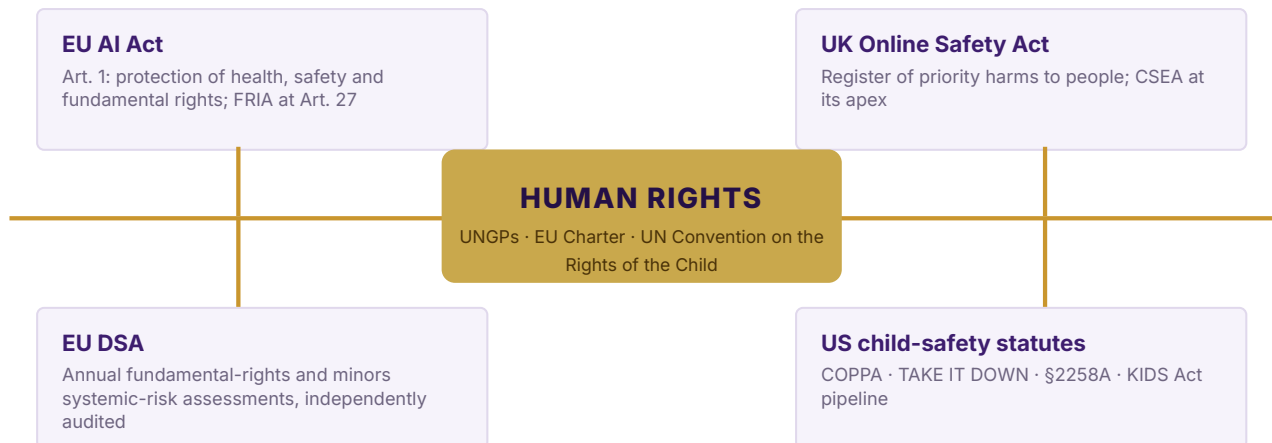 EU AI Act
Art. 1: protection of health, safety and
fundamental rights; FRIA at Art. 27
UK Online Safety Act
Register of priority harms to people; CSEA at
its apex
HUMAN RIGHTS
UNGPs · EU Charter · UN Convention on the
Rights of the Child
EU DSA
Annual fundamental-rights and minors
systemic-risk assessments, independently
audited
US child-safety statutes
COPPA · TAKE IT DOWN · §2258A · KIDS Act
pipeline